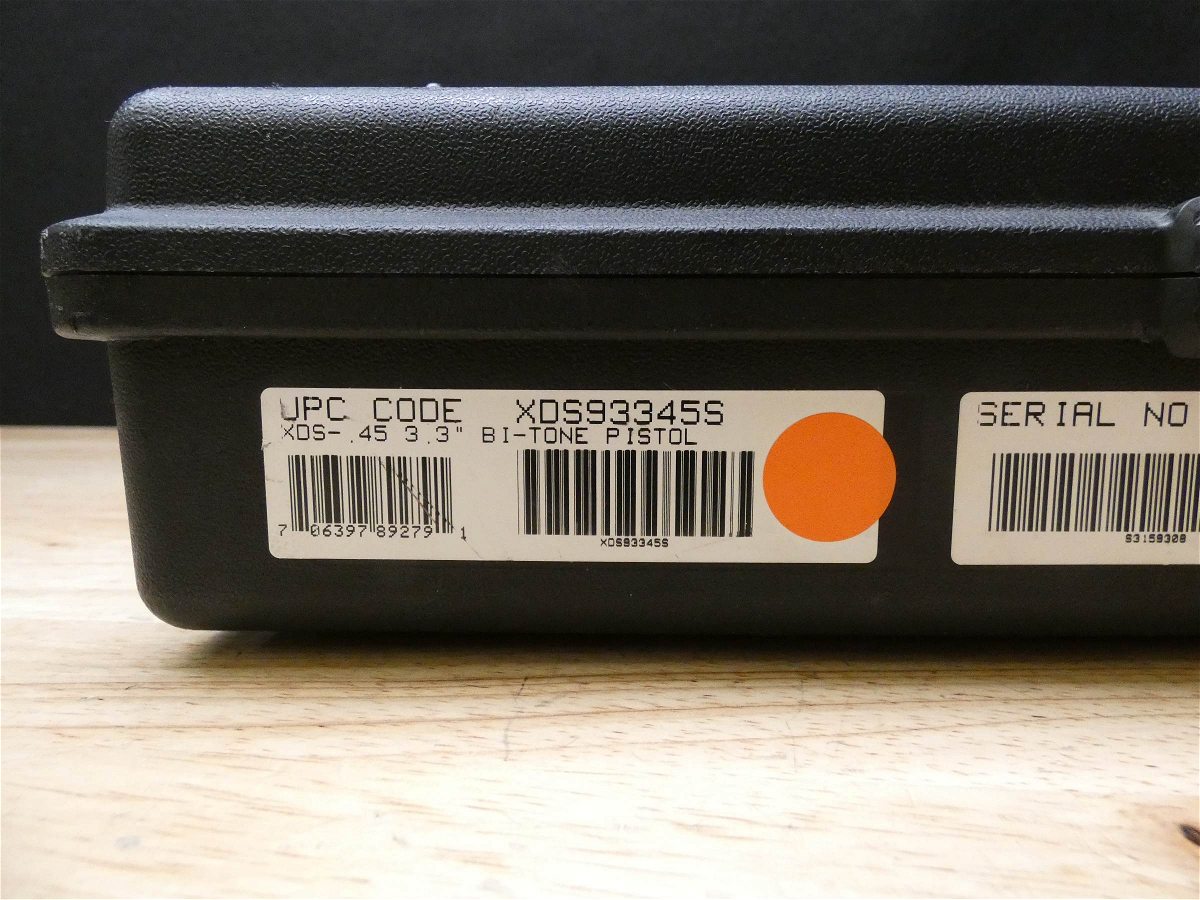 UPC CODE XDS93345S
XDS-.45 3.3" BI-TONE PISTOL
7 06397 89279 1
XDS93345S
SERIAL NO
S3159308